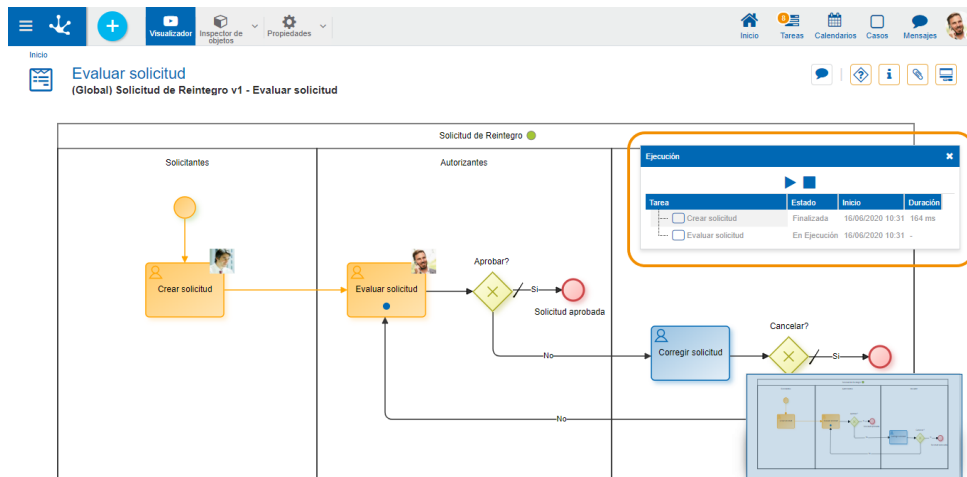 Visualizador
Inspector de
objetos
Propiedades
Inicio
8
Tareas
Calendarios
Casos
Mensajes
Inicio
Evaluar solicitud
(Global) Solicitud de Reintegro v1 - Evaluar solicitud
Solicitud de Reintegro
Solicitantes
Autorizantes
Ejecución
Tarea Estado Inicio Duración
Crear solicitud Finalizada 16/06/2020 10:31 164 ms
Evaluar solicitud En Ejecución 16/06/2020 10:31 -
Crear solicitud
Evaluar solicitud
Aprobar?
Si
Solicitud aprobada
No
Corregir solicitud
Cancelar?
Si
No